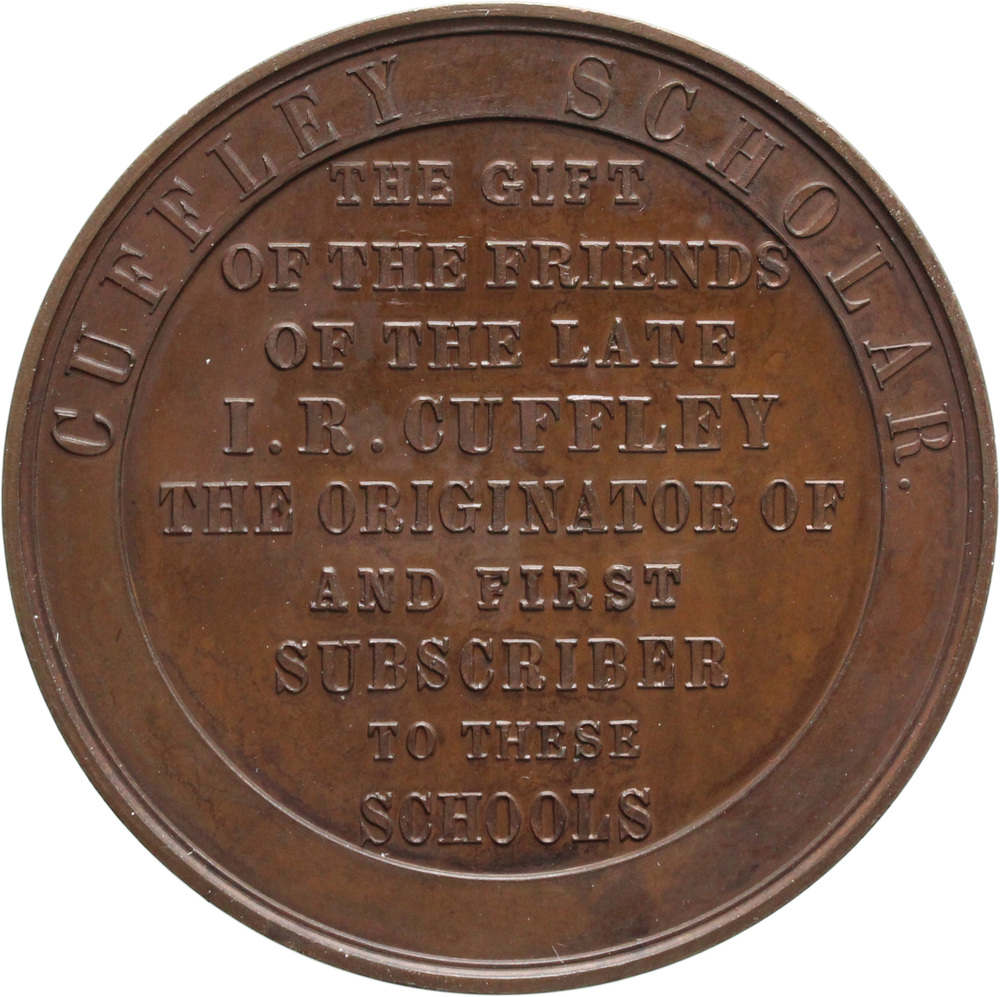 CUFFLEY SCHOLAR.
THE GIFT
OF THE FRIENDS
OF THE LATE
I. R. CUFFLEY
THE ORIGINATOR OF
AND FIRST
SUBSCRIBER
TO THESE
SCHOOLS